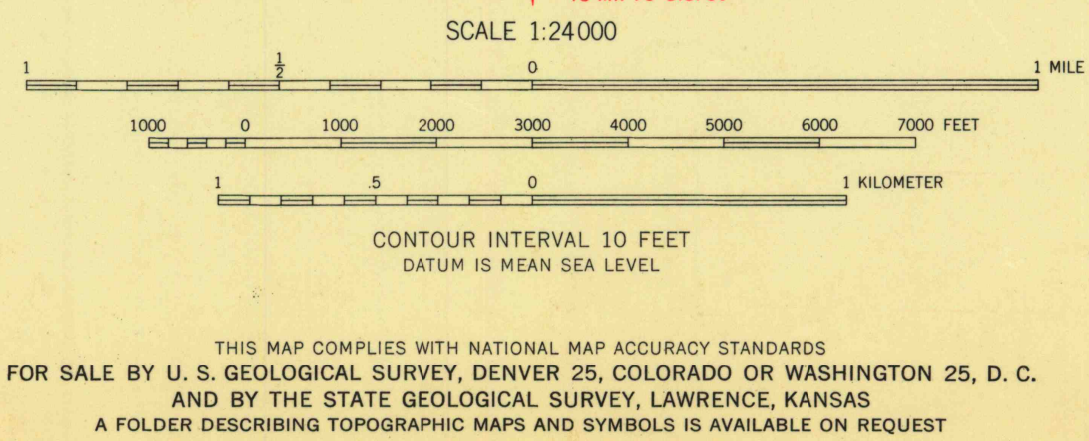 SCALE 1:24000
1 1/2 0 1 MILE
1000 0 1000 2000 3000 4000 5000 6000 7000 FEET
1 .5 0 1 KILOMETER
CONTOUR INTERVAL 10 FEET
DATUM IS MEAN SEA LEVEL
THIS MAP COMPLIES WITH NATIONAL MAP ACCURACY STANDARDS
FOR SALE BY U. S. GEOLOGICAL SURVEY, DENVER 25, COLORADO OR WASHINGTON 25, D. C.
AND BY THE STATE GEOLOGICAL SURVEY, LAWRENCE, KANSAS
A FOLDER DESCRIBING TOPOGRAPHIC MAPS AND SYMBOLS IS AVAILABLE ON REQUEST